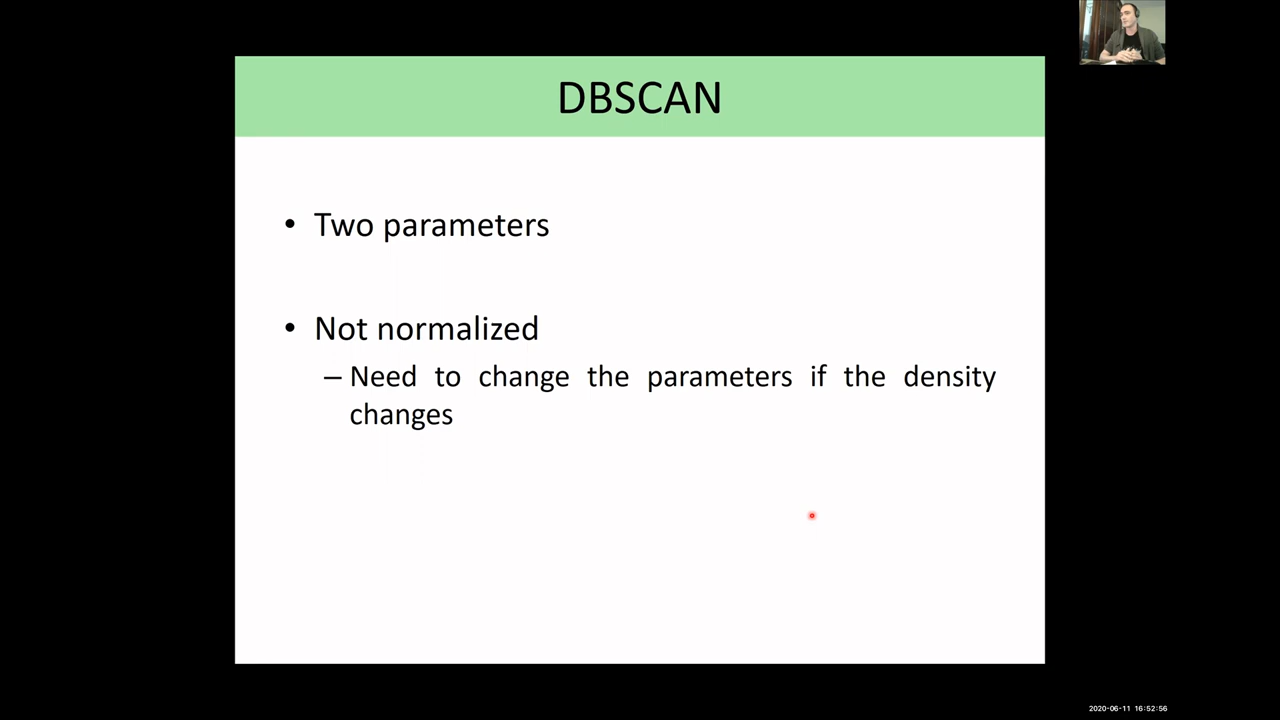 DBSCAN
• Two parameters
• Not normalized
– Need to change the parameters if the density
changes
2020-06-11 16:52:56